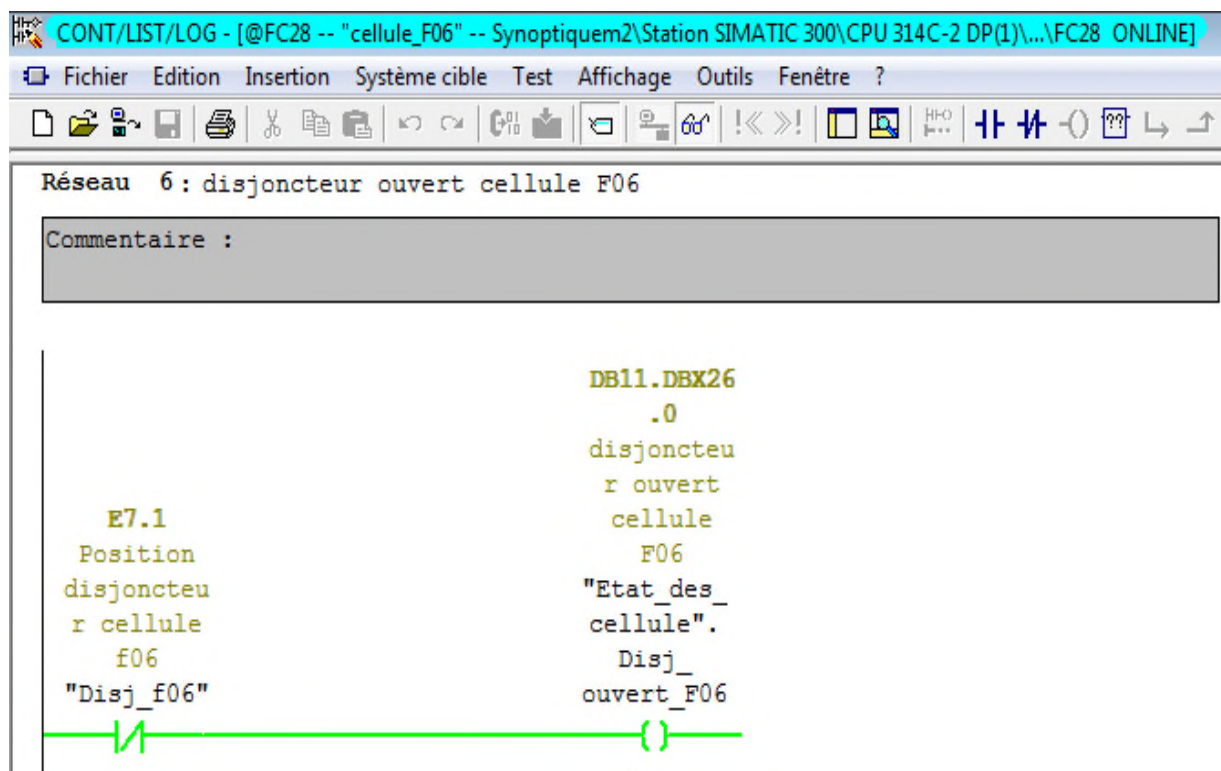 CONT/LIST/LOG - [@FC28 -- "cellule_F06" -- Synoptiquem2\Station SIMATIC 300\CPU 314C-2 DP(1)\...\FC28 ONLINE]
Fichier Edition Insertion Système cible Test Affichage Outils Fenêtre ?
Réseau 6 : disjoncteur ouvert cellule F06
Commentaire :
DB11.DBX26
.0
disjoncteu
r ouvert
cellule
F06
"Etat_des_
cellule".
Disj_
ouvert_F06
E7.1
Position
disjoncteu
r cellule
f06
"Disj_f06"